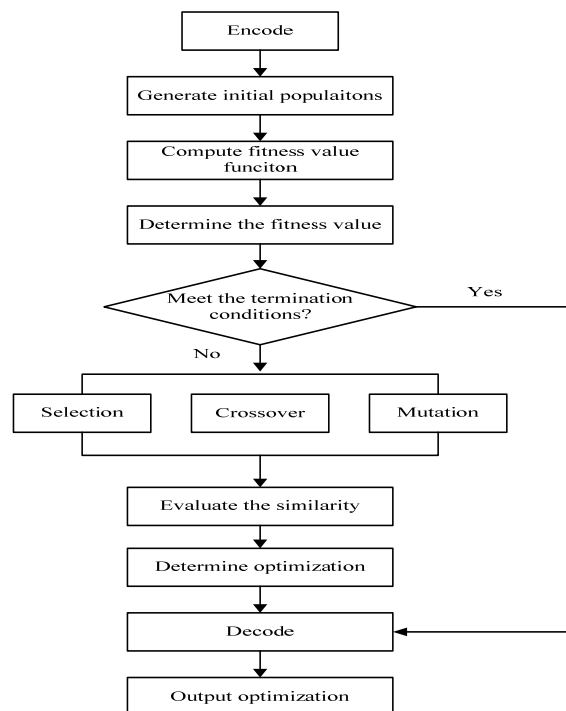 Encode
Generate initial populaitons
Compute fitness value
funciton
Determine the fitness value
Meet the termination
conditions?
Yes
No
Selection
Crossover
Mutation
Evaluate the similarity
Determine optimization
Decode
Output optimization